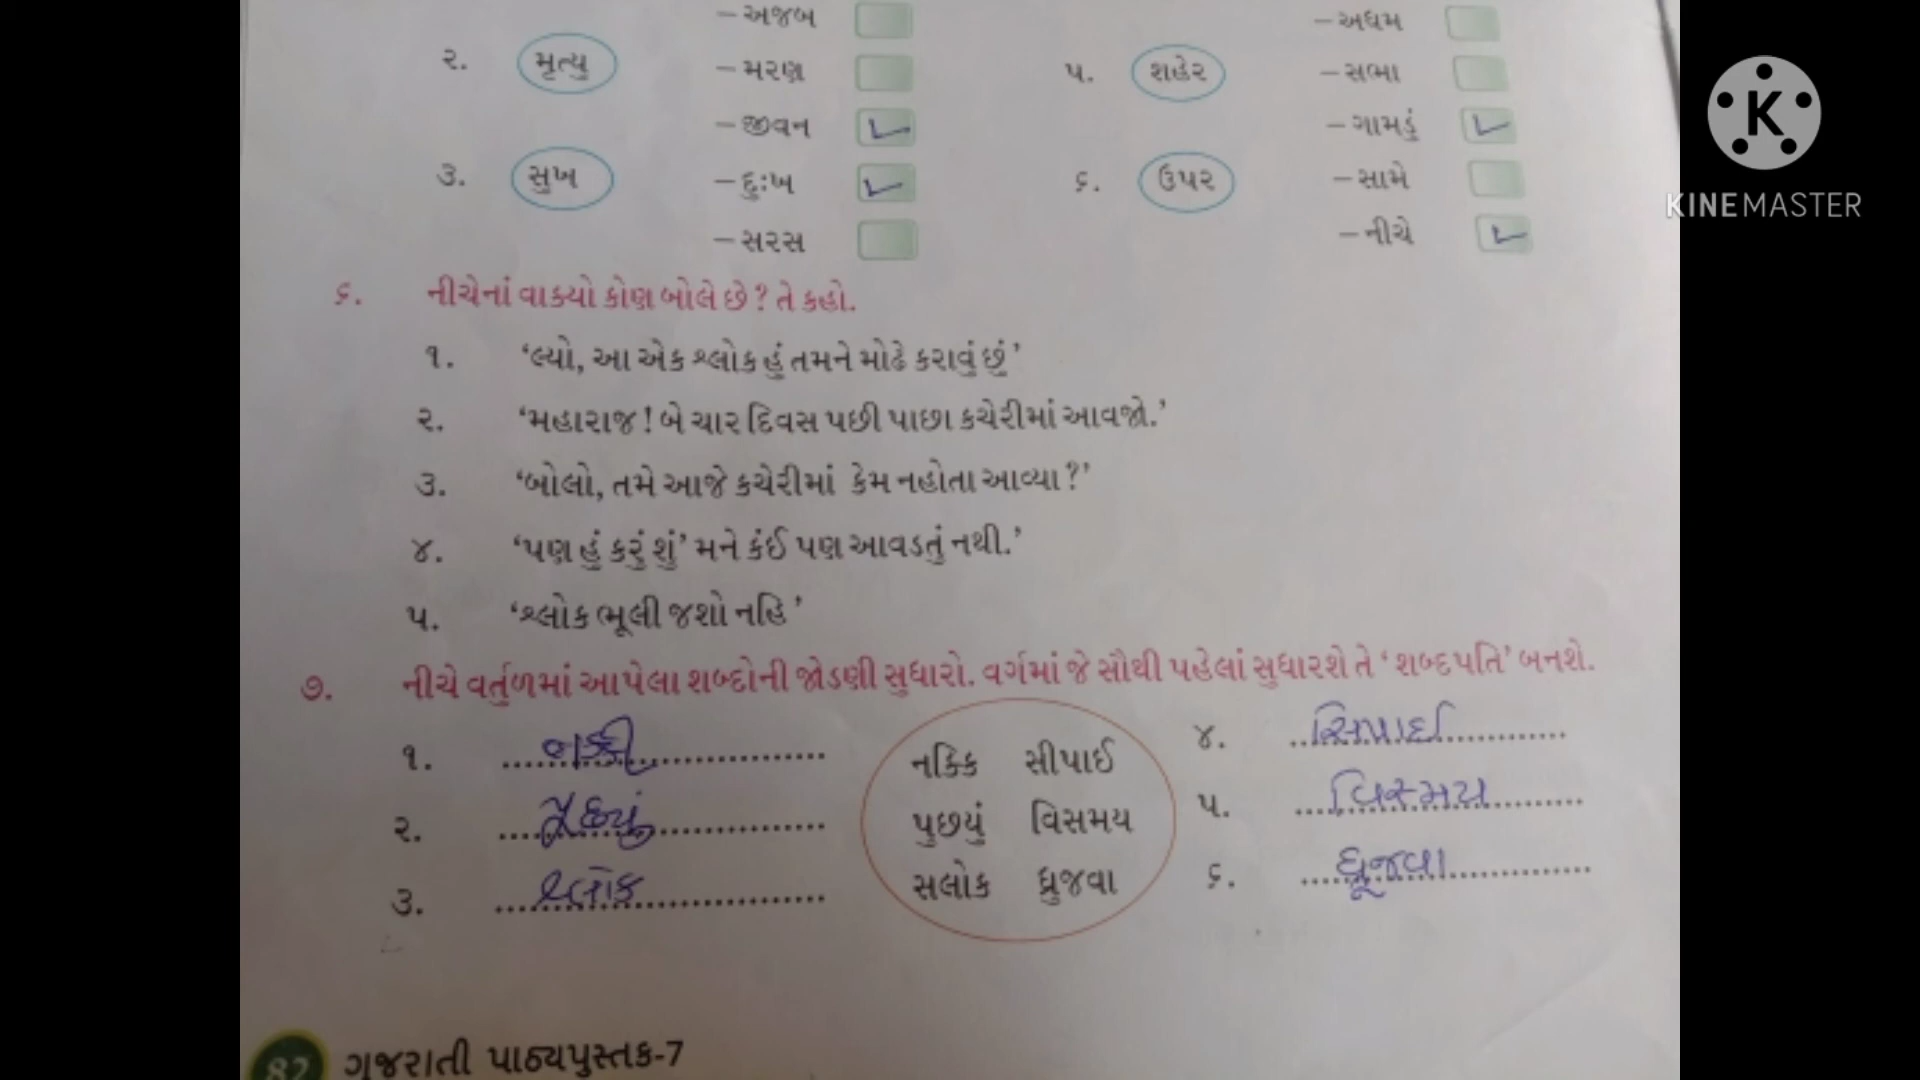 - અજબ
- અધમ
૨. મૃત્યુ - મરણ
૫. શહેર - સભા
- જીવન
- ગામડું
૩. સુખ - દુઃખ
૬. ઉપર - સામે
- સરસ
- નીચે
૬. નીચેનાં વાક્યો કોણ બોલે છે? તે કહો.
૧. ‘લ્યો, આ એક શ્લોક હું તમને મોઢે કરાવું છું’
૨. ‘મહારાજ! બે ચાર દિવસ પછી પાછા કચેરીમાં આવજો.’
૩. ‘બોલો, તમે આજે કચેરીમાં કેમ નહોતા આવ્યા?’
૪. ‘પણ હું કરું શું’ મને કંઈ પણ આવડતું નથી.’
૫. ‘શ્લોક ભૂલી જશો નહિ’
૭. નીચે વર્તુળમાં આપેલા શબ્દોની જોડણી સુધારો. વર્ગમાં જે સૌથી પહેલાં સુધારશે તે ‘શબ્દપતિ’ બનશે.
૧. નક્કી
૨. પૂછ્યું
૩. શ્લોક
નક્કિ સીપાઈ
પુછયું વિસમય
સલોક ધ્રુજવા
૪. સિપાઈ
૫. વિસ્મય
૬. ધ્રૂજવા
82 ગુજરાતી પાઠ્યપુસ્તક-7
K
KINEMASTER